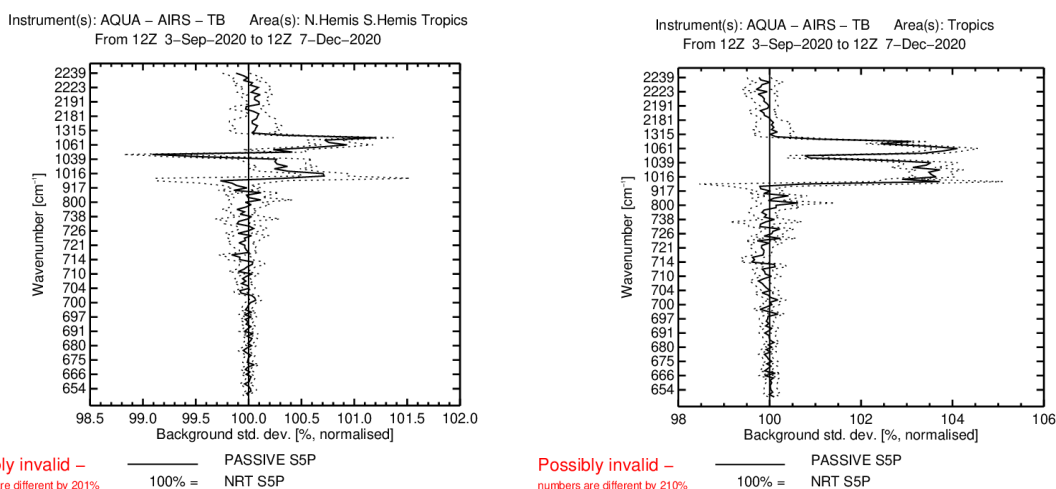 Instrument(s): AQUA − AIRS − TB Area(s): N.Hemis S.Hemis Tropics
From 12Z 3−Sep−2020 to 12Z 7−Dec−2020
2239
2223
2191
2181
1315
1061
1039
1016
917
800
738
726
721
714
710
704
700
697
691
680
675
666
654
Wavenumber [cm⁻¹]
98.5 99.0 99.5 100.0 100.5 101.0 101.5 102.0
Background std. dev. [%, normalised]
ly invalid −
re different by 201%
PASSIVE S5P
100% = NRT S5P
Instrument(s): AQUA − AIRS − TB Area(s): Tropics
From 12Z 3−Sep−2020 to 12Z 7−Dec−2020
2239
2223
2191
2181
1315
1061
1039
1016
917
800
738
726
721
714
710
704
700
697
691
680
675
666
654
Wavenumber [cm⁻¹]
98 100 102 104 106
Background std. dev. [%, normalised]
Possibly invalid −
numbers are different by 210%
PASSIVE S5P
100% = NRT S5P